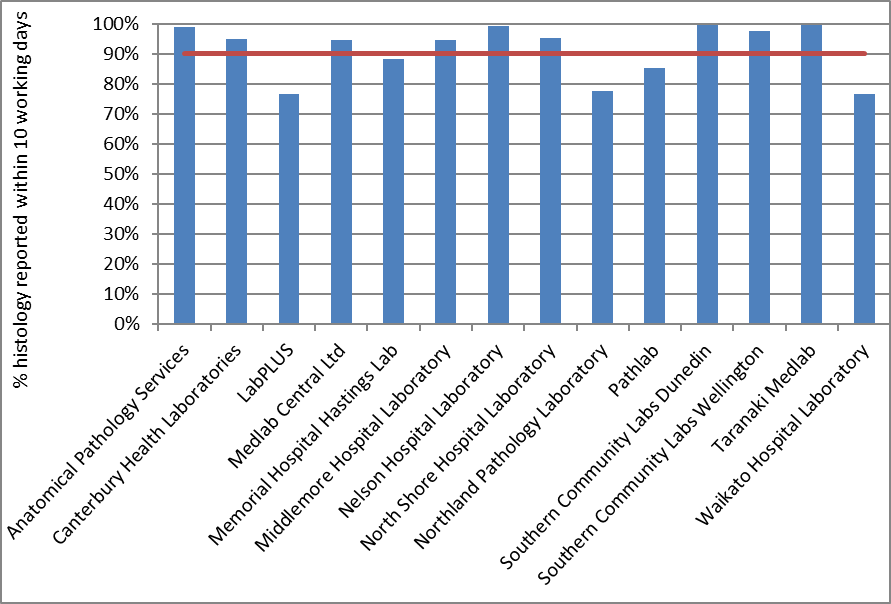 % histology reported within 10 working days
100%
90%
80%
70%
60%
50%
40%
30%
20%
10%
0%
Anatomical Pathology Services
Canterbury Health Laboratories
LabPLUS
Medlab Central Ltd
Memorial Hospital Hastings Lab
Middlemore Hospital Laboratory
Nelson Hospital Laboratory
North Shore Hospital Laboratory
Northland Pathology Laboratory
Pathlab
Southern Community Labs Dunedin
Southern Community Labs Wellington
Taranaki Medlab
Waikato Hospital Laboratory